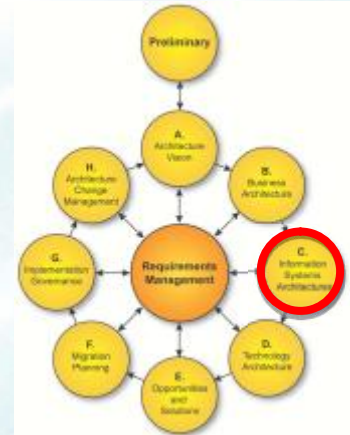 Preliminary
A.
Architecture
Vision
B.
Business
Architecture
C.
Information
Systems
Architectures
D.
Technology
Architecture
E.
Opportunities
and
Solutions
F.
Migration
Planning
G.
Implementation
Governance
H.
Architecture
Change
Management
Requirements
Management